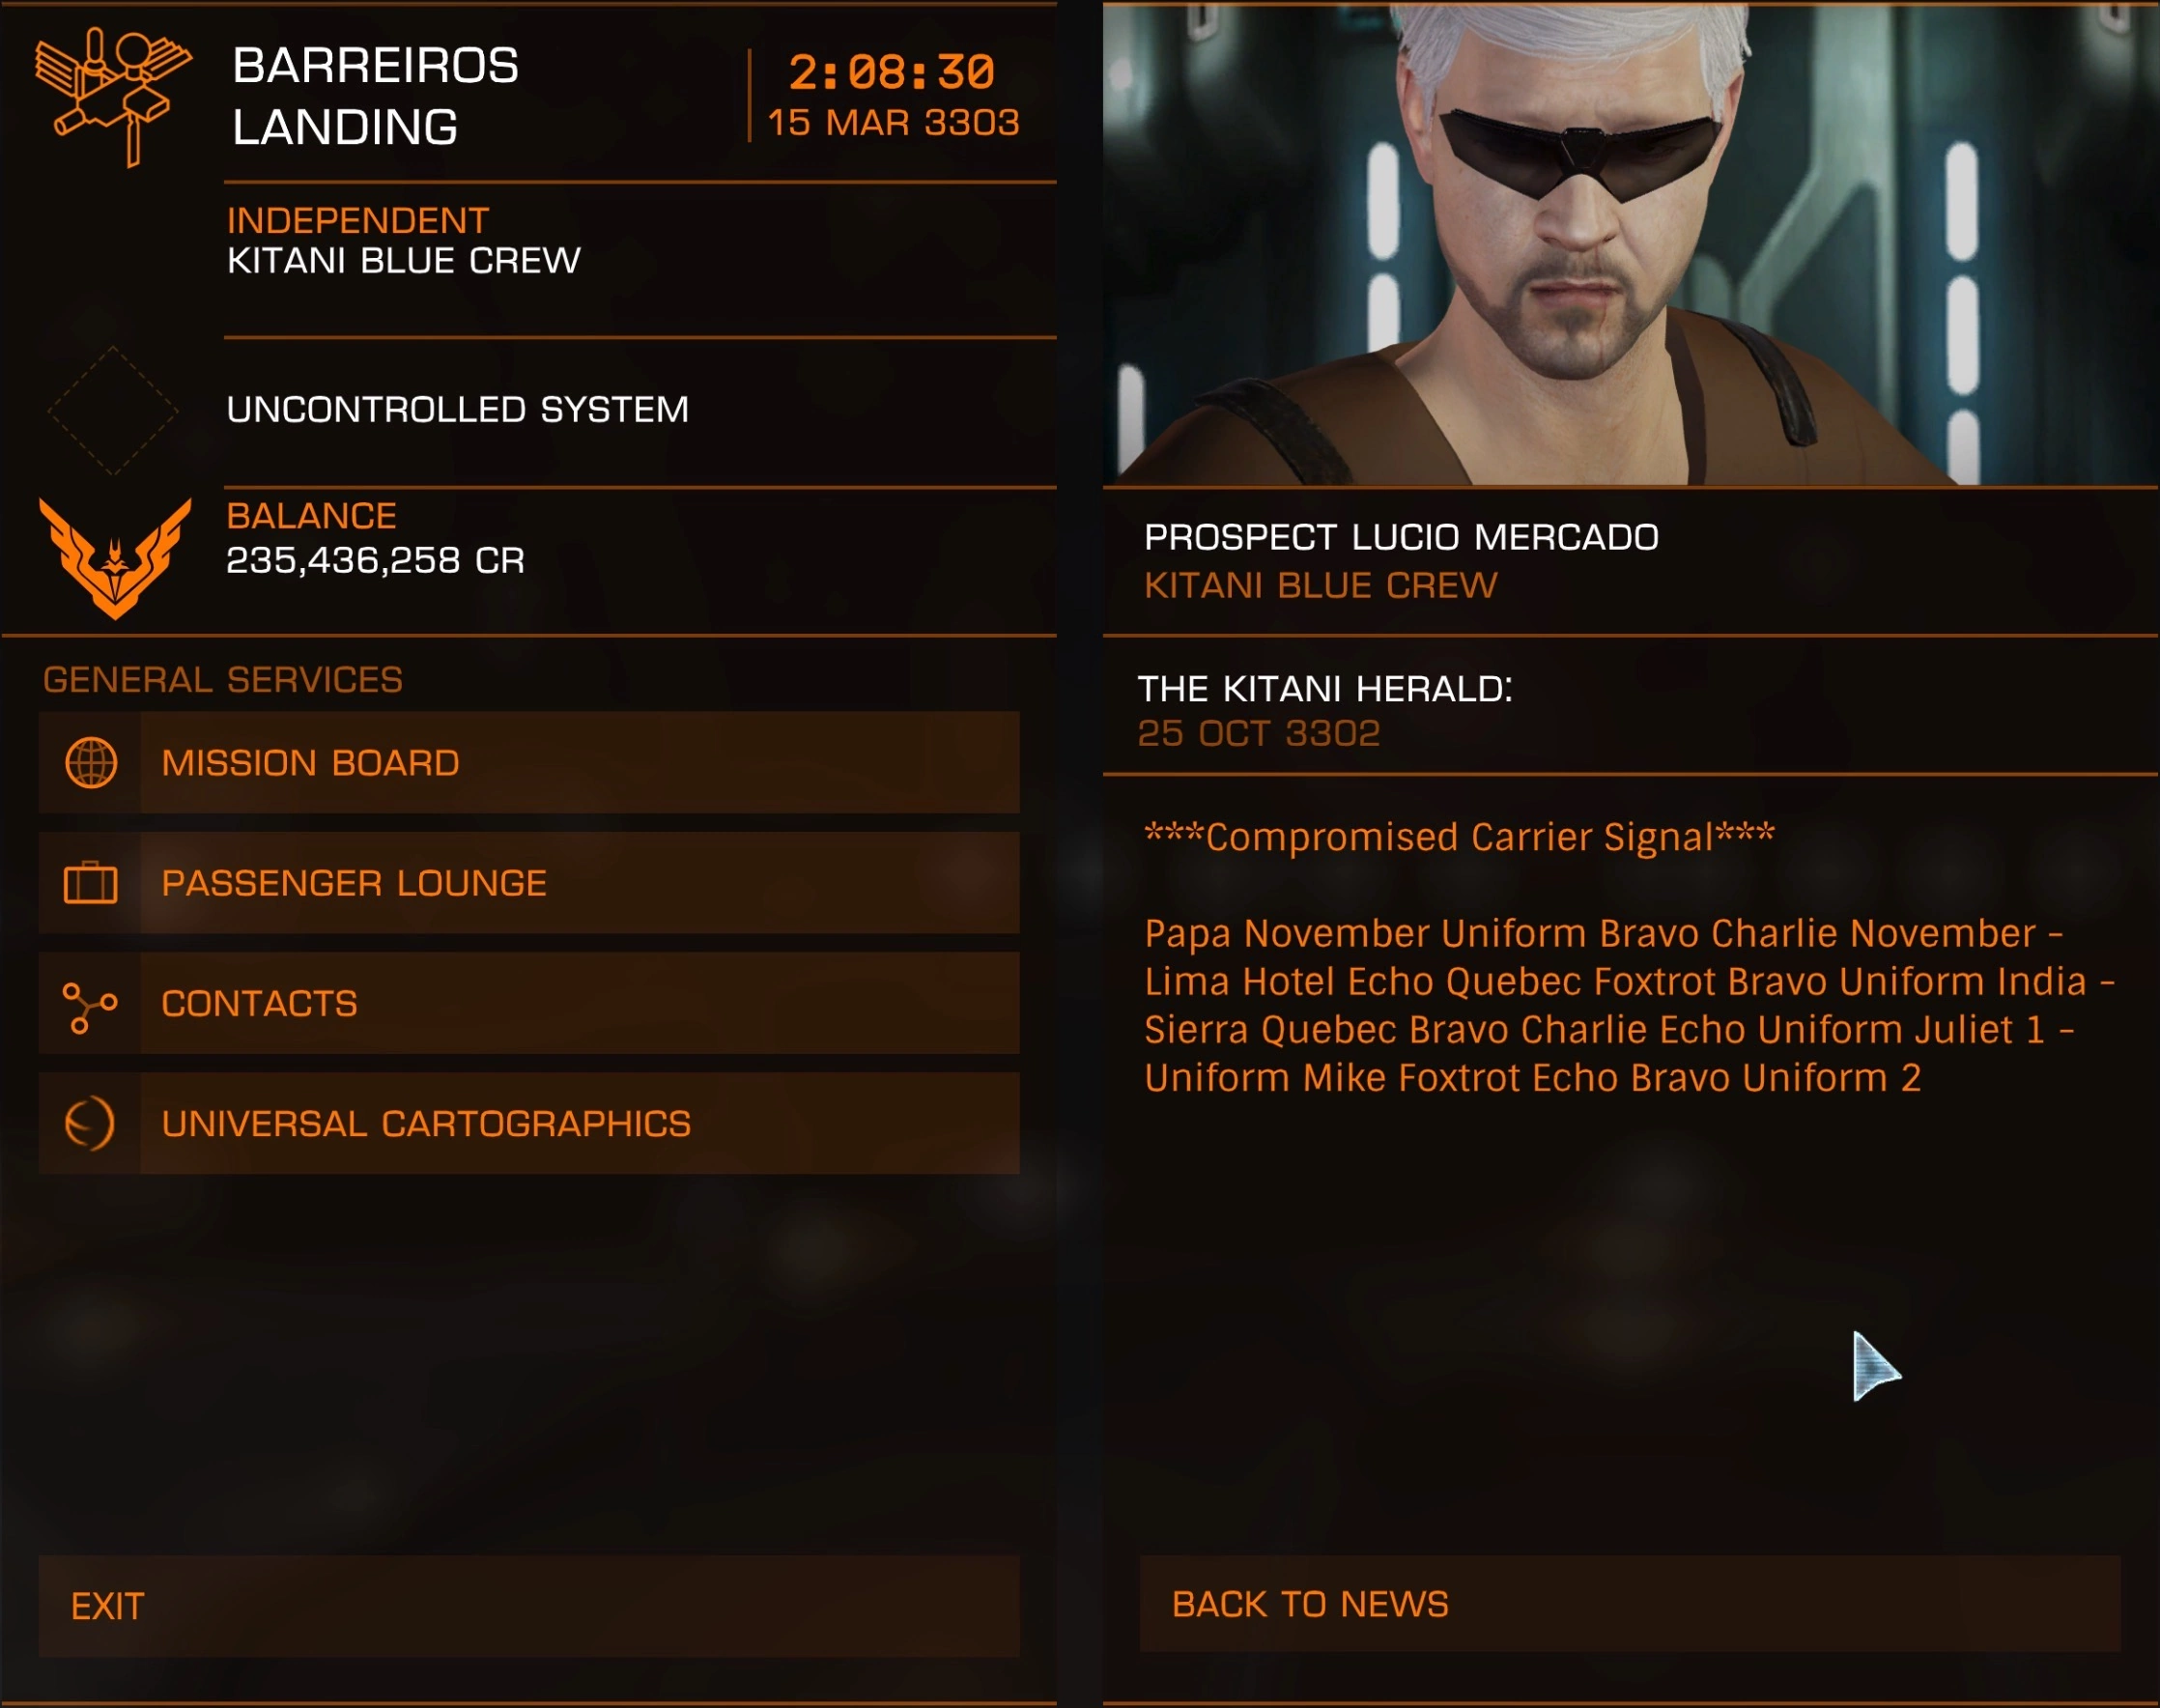 BARREIROS
LANDING
2:08:30
15 MAR 3303
INDEPENDENT
KITANI BLUE CREW
UNCONTROLLED SYSTEM
BALANCE
235,436,258 CR
GENERAL SERVICES
MISSION BOARD
PASSENGER LOUNGE
CONTACTS
UNIVERSAL CARTOGRAPHICS
EXIT
PROSPECT LUCIO MERCADO
KITANI BLUE CREW
THE KITANI HERALD:
25 OCT 3302
***Compromised Carrier Signal***
Papa November Uniform Bravo Charlie November –
Lima Hotel Echo Quebec Foxtrot Bravo Uniform India –
Sierra Quebec Bravo Charlie Echo Uniform Juliet 1 –
Uniform Mike Foxtrot Echo Bravo Uniform 2
BACK TO NEWS